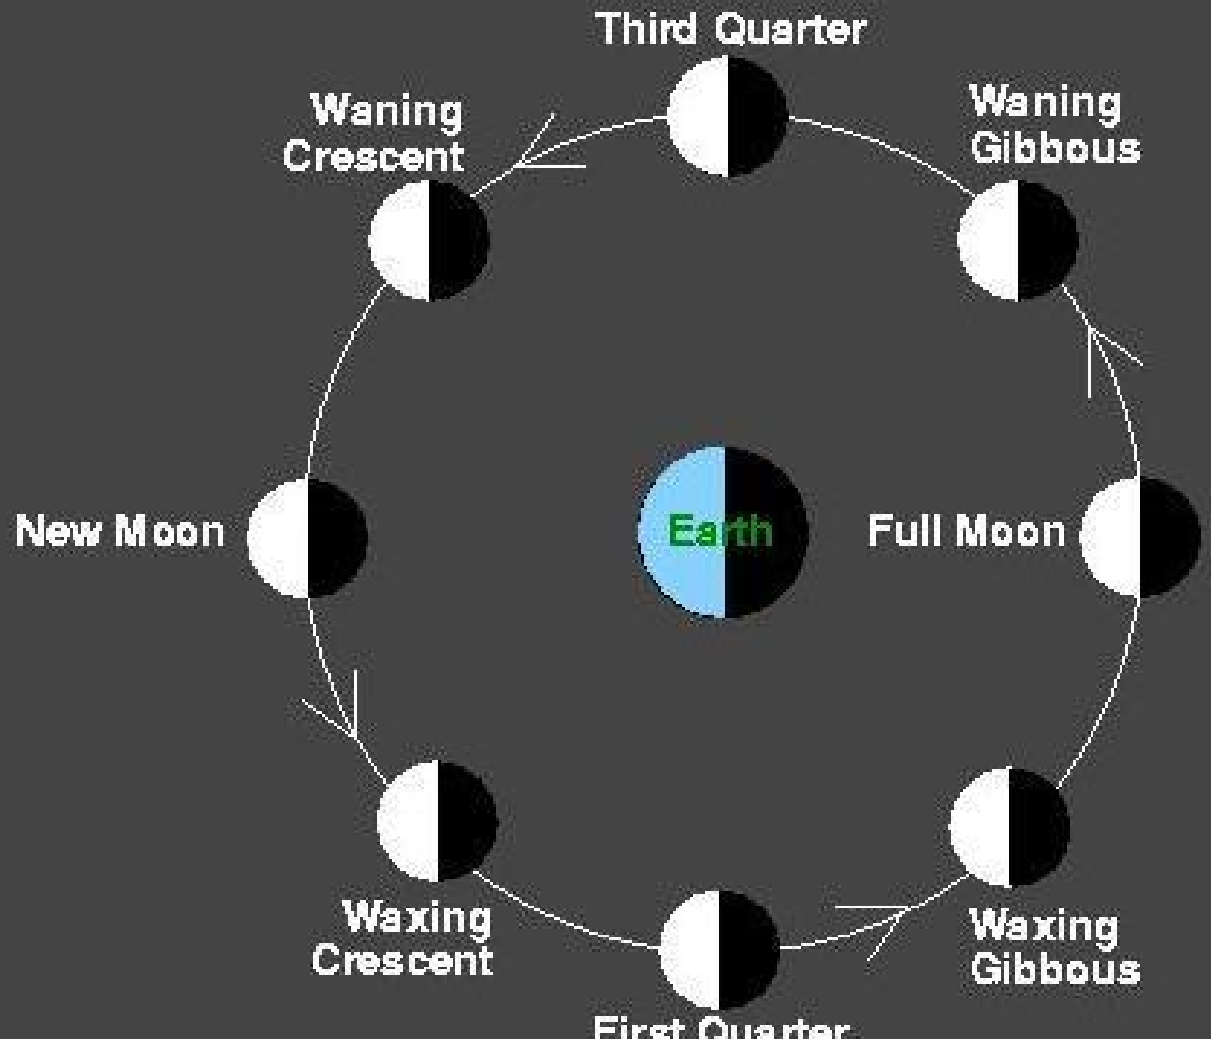 Third Quarter
Waning
Crescent
Waning
Gibbous
New Moon
Earth
Full Moon
Waxing
Crescent
Waxing
Gibbous
First Quarter